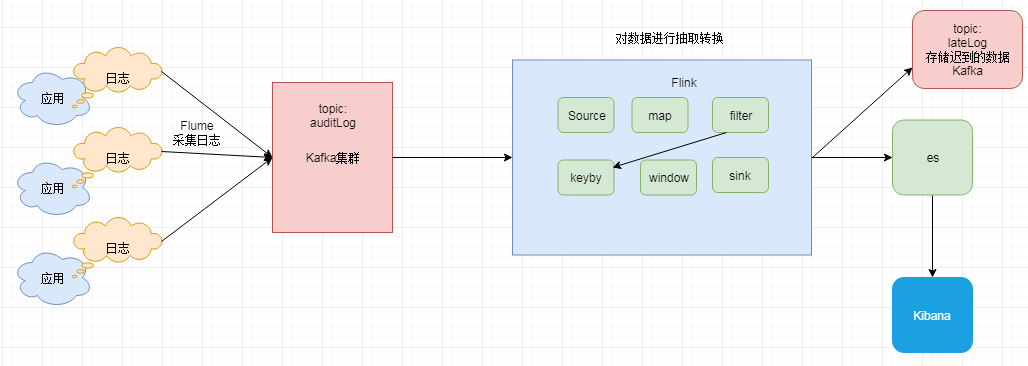 应用
日志
应用
日志
应用
日志
Flume
采集日志
topic:
auditLog
Kafka集群
对数据进行抽取转换
Flink
Source
map
filter
keyby
window
sink
topic:
lateLog
存储迟到的数据
Kafka
es
Kibana